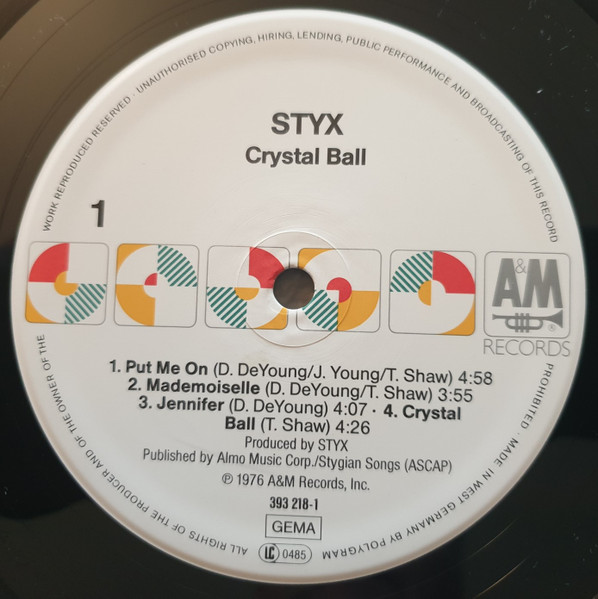 STYX
Crystal Ball
1
A&M
®
RECORDS
1. Put Me On (D. DeYoung/J. Young/T. Shaw) 4:58
2. Mademoiselle (D. DeYoung/T. Shaw) 3:55
3. Jennifer (D. DeYoung) 4:07 · 4. Crystal
Ball (T. Shaw) 4:26
Produced by STYX
Published by Almo Music Corp./Stygian Songs (ASCAP)
℗ 1976 A&M Records, Inc.
393 218-1
GEMA
LC 0485
ALL RIGHTS OF THE PRODUCER AND OF THE OWNER OF THE WORK REPRODUCED RESERVED · UNAUTHORISED COPYING, HIRING, LENDING, PUBLIC PERFORMANCE AND BROADCASTING OF THIS RECORD PROHIBITED · MADE IN WEST GERMANY BY POLYGRAM